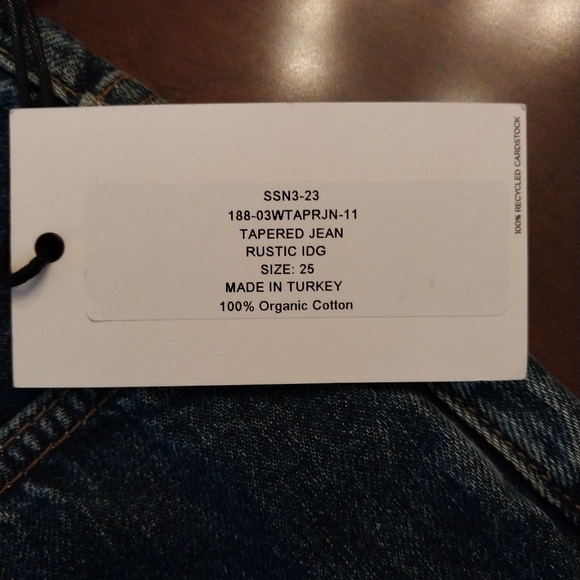 SSN3-23
188-03WTAPRJN-11
TAPERED JEAN
RUSTIC IDG
SIZE: 25
MADE IN TURKEY
100% Organic Cotton
100% RECYCLED CARDSTOCK